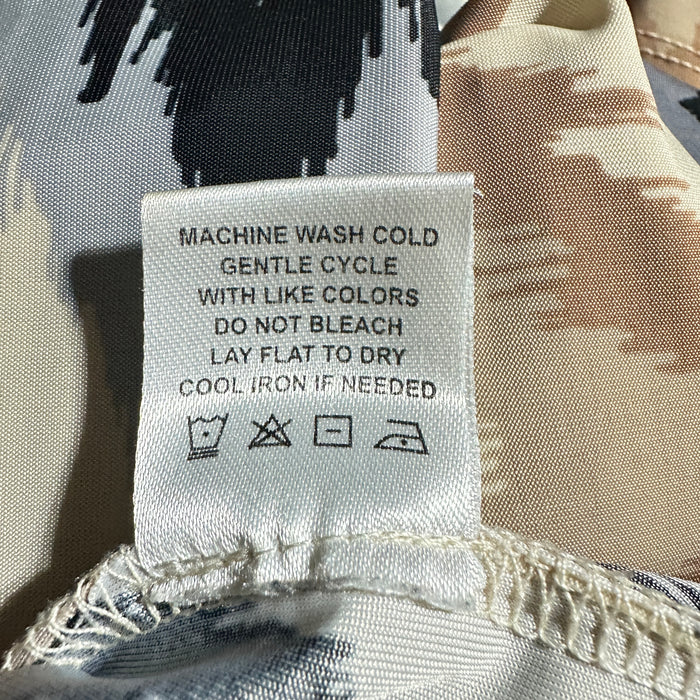 MACHINE WASH COLD
GENTLE CYCLE
WITH LIKE COLORS
DO NOT BLEACH
LAY FLAT TO DRY
COOL IRON IF NEEDED